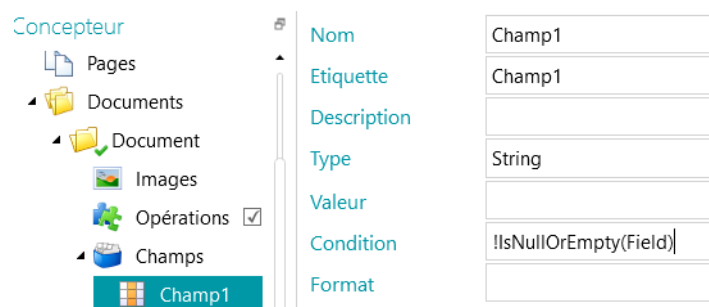 Concepteur
Pages
Documents
Document
Images
Opérations
Champs
Champ1
Nom Champ1
Etiquette Champ1
Description
Type String
Valeur
Condition !IsNullOrEmpty(Field)
Format